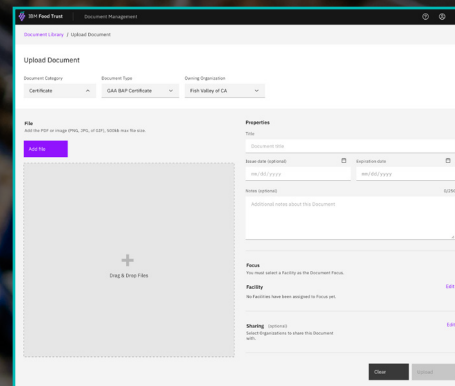 IBM Food Trust Document Management
Document Library / Upload Document
Upload Document
Document Category Document Type Owning Organization
Certificate GAA BAP Certificate Fish Valley of CA
File
Add the PDF or Image (PNG, JPG, of GIF), 300MB max file size.
Add file
Drag & Drop Files
Properties
Title
Document title
Issue date (optional) Expiration date
mm/dd/yyyy mm/dd/yyyy
Notes (optional)
Additional notes about this Document
Focus
You must select a Facility as the Document Focus.
Facility Edit
No Facilities have been assigned to Focus yet.
Sharing (optional) Edit
Select Organizations to share this Document
with.
Clear Upload